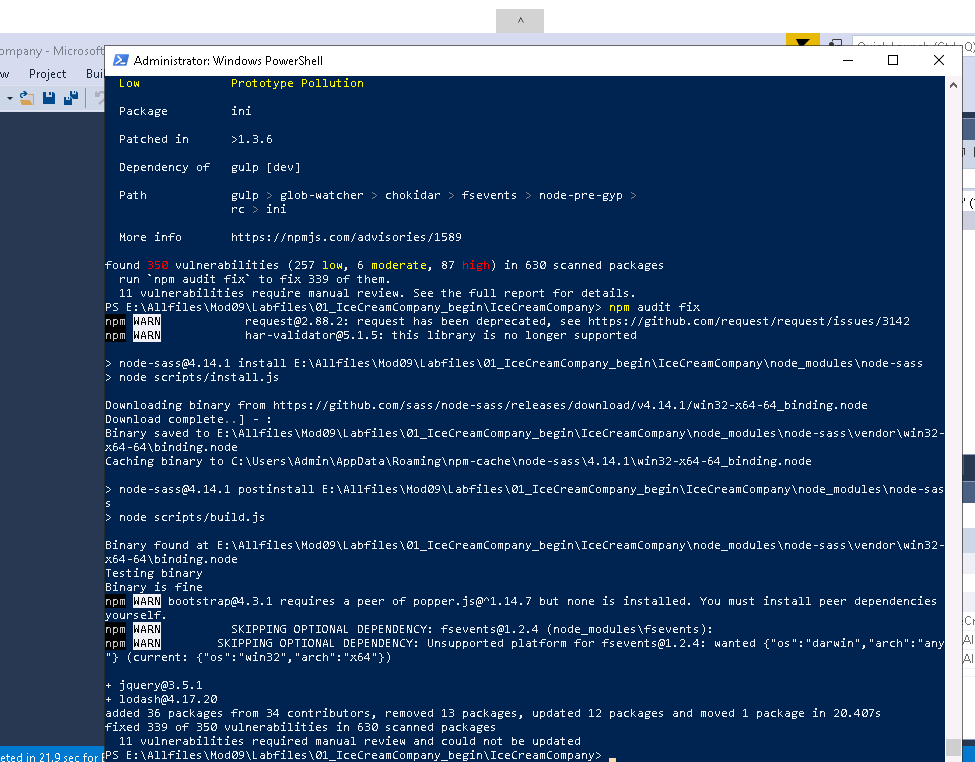 ^
ompany - Microsoft
Quick Launch (Ctrl+Q)
Administrator: Windows PowerShell
w Project Bui
Low Prototype Pollution
Package ini
Patched in >1.3.6
Dependency of gulp [dev]
Path gulp > glob-watcher > chokidar > fsevents > node-pre-gyp >
rc > ini
More info https://npmjs.com/advisories/1589
found 350 vulnerabilities (257 low, 6 moderate, 87 high) in 630 scanned packages
run `npm audit fix` to fix 339 of them.
11 vulnerabilities require manual review. See the full report for details.
PS E:\Allfiles\Mod09\Labfiles\01_IceCreamCompany_begin\IceCreamCompany> npm audit fix
npm WARN request@2.88.2: request has been deprecated, see https://github.com/request/request/issues/3142
npm WARN har-validator@5.1.5: this library is no longer supported
> node-sass@4.14.1 install E:\Allfiles\Mod09\Labfiles\01_IceCreamCompany_begin\IceCreamCompany\node_modules\node-sass
> node scripts/install.js
Downloading binary from https://github.com/sass/node-sass/releases/download/v4.14.1/win32-x64-64_binding.node
Download complete..] - :
Binary saved to E:\Allfiles\Mod09\Labfiles\01_IceCreamCompany_begin\IceCreamCompany\node_modules\node-sass\vendor\win32-
x64-64\binding.node
Caching binary to C:\Users\Admin\AppData\Roaming\npm-cache\node-sass\4.14.1\win32-x64-64_binding.node
> node-sass@4.14.1 postinstall E:\Allfiles\Mod09\Labfiles\01_IceCreamCompany_begin\IceCreamCompany\node_modules\node-sas
s
> node scripts/build.js
Binary found at E:\Allfiles\Mod09\Labfiles\01_IceCreamCompany_begin\IceCreamCompany\node_modules\node-sass\vendor\win32-
x64-64\binding.node
Testing binary
Binary is fine
npm WARN bootstrap@4.3.1 requires a peer of popper.js@^1.14.7 but none is installed. You must install peer dependencies
yourself.
npm WARN SKIPPING OPTIONAL DEPENDENCY: fsevents@1.2.4 (node_modules\fsevents):
npm WARN SKIPPING OPTIONAL DEPENDENCY: Unsupported platform for fsevents@1.2.4: wanted {"os":"darwin","arch":"any
"} (current: {"os":"win32","arch":"x64"})
+ jquery@3.5.1
+ lodash@4.17.20
added 36 packages from 34 contributors, removed 13 packages, updated 12 packages and moved 1 package in 20.407s
fixed 339 of 350 vulnerabilities in 630 scanned packages
11 vulnerabilities required manual review and could not be updated
PS E:\Allfiles\Mod09\Labfiles\01_IceCreamCompany_begin\IceCreamCompany>
eted in 21.9 sec for